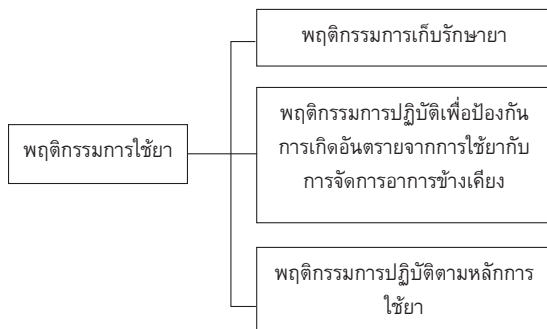 พฤติกรรมการเก็บรักษายา
พฤติกรรมการใช้ยา
พฤติกรรมการปฏิบัติเพื่อป้องกัน
การเกิดอันตรายจากการใช้ยากับ
การจัดการอาการข้างเคียง
พฤติกรรมการปฏิบัติตามหลักการ
ใช้ยา